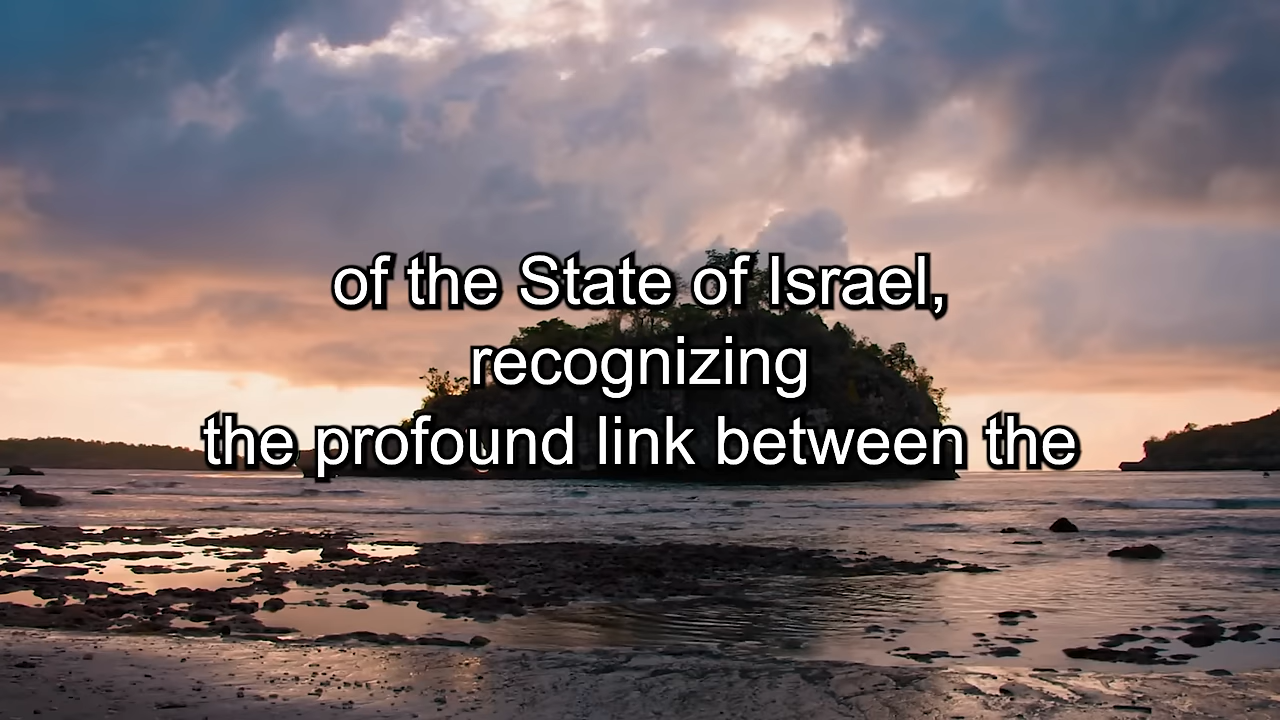 of the State of Israel,
recognizing
the profound link between the